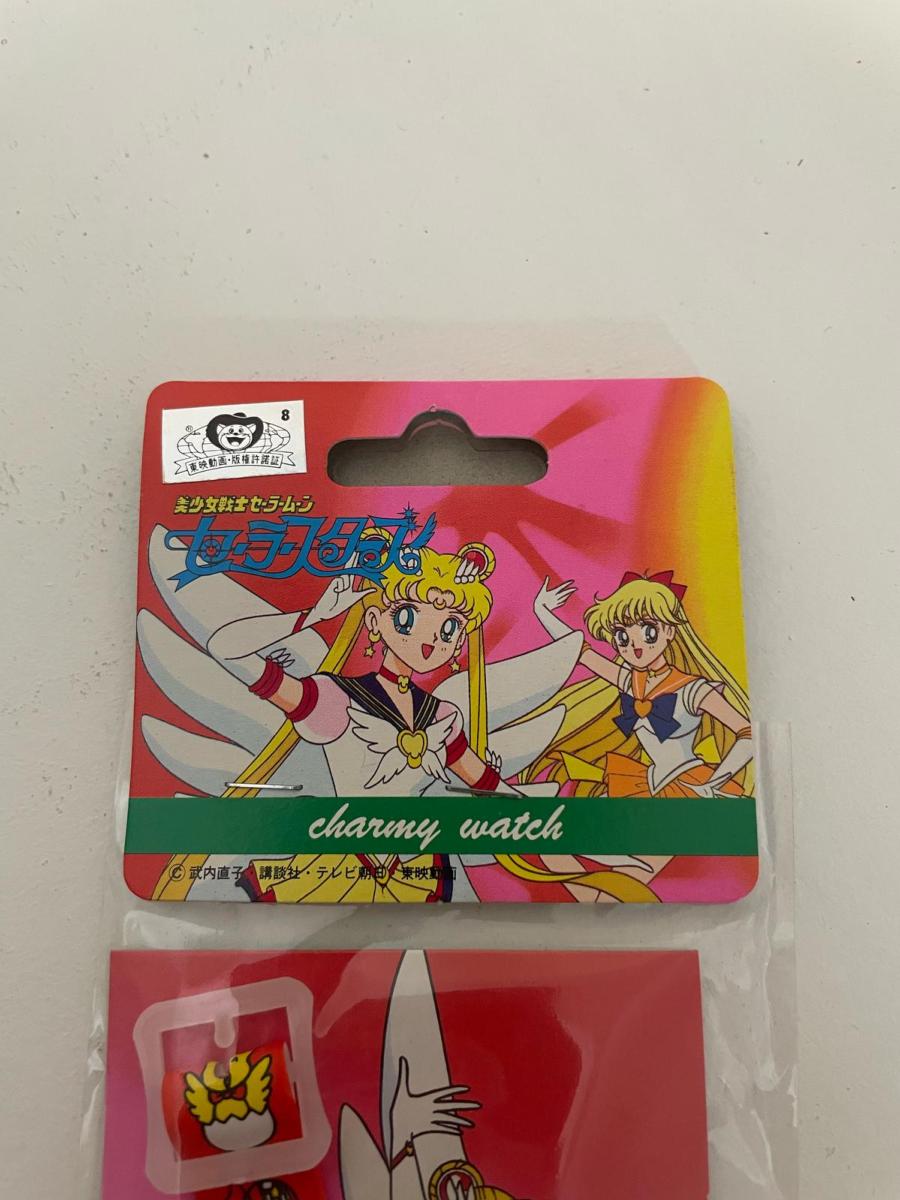 8
®
東映動画・版権許諾証
美少女戦士セーラームーン
セーラースターズ
charmy watch
© 武内直子・講談社・テレビ朝日・東映動画